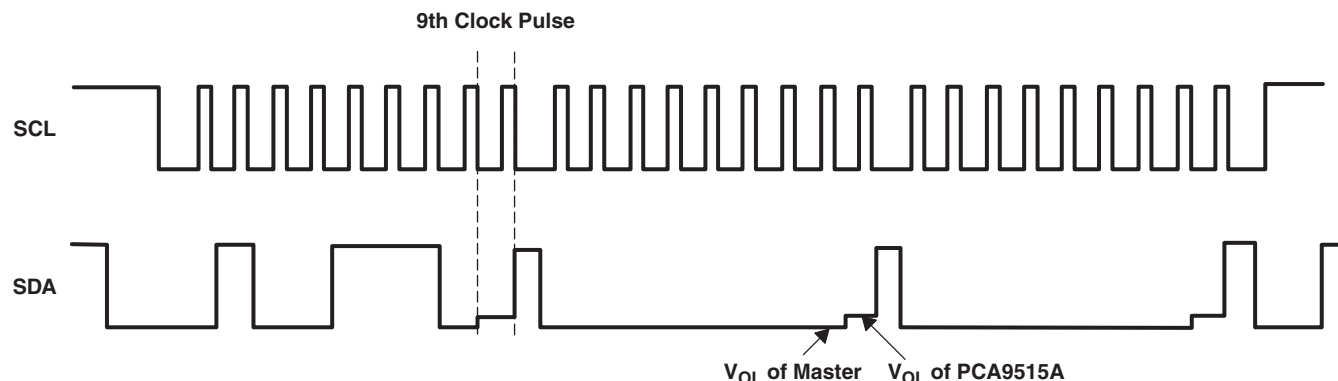 9th Clock Pulse
SCL
SDA
VOL of Master VOL of PCA9515A